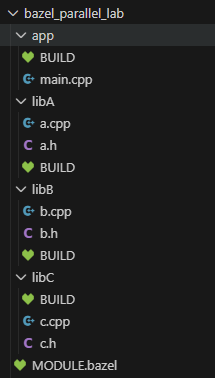 bazel_parallel_lab
app
BUILD
main.cpp
libA
a.cpp
a.h
BUILD
libB
b.cpp
b.h
BUILD
libC
BUILD
c.cpp
c.h
MODULE.bazel